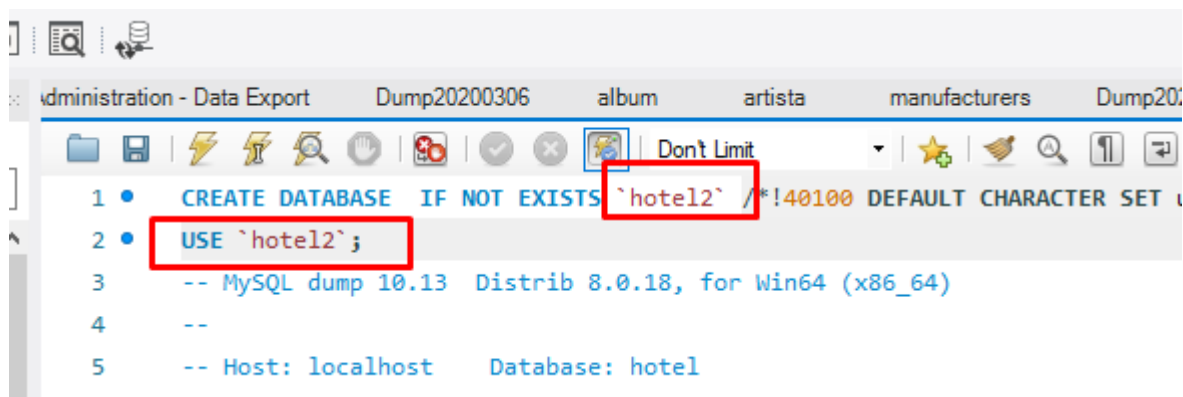 Administration - Data Export Dump20200306 album artista manufacturers Dump202
Don't Limit
1 CREATE DATABASE  IF NOT EXISTS `hotel2` /*!40100 DEFAULT CHARACTER SET u
2 USE `hotel2`;
3 -- MySQL dump 10.13  Distrib 8.0.18, for Win64 (x86_64)
4 --
5 -- Host: localhost    Database: hotel